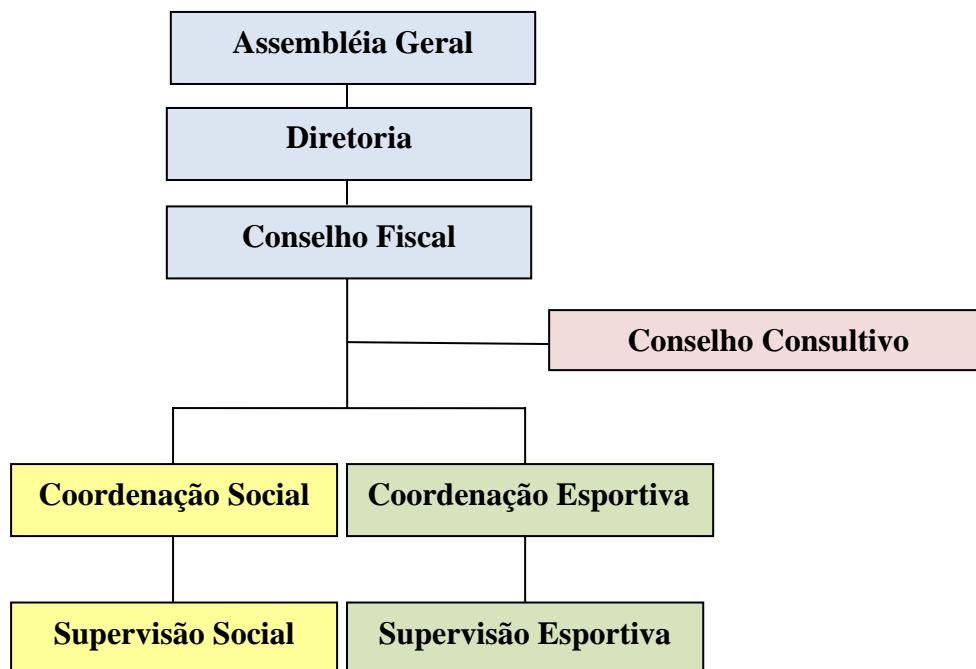 Assembléia Geral
Diretoria
Conselho Fiscal
Conselho Consultivo
Coordenação Social
Coordenação Esportiva
Supervisão Social
Supervisão Esportiva